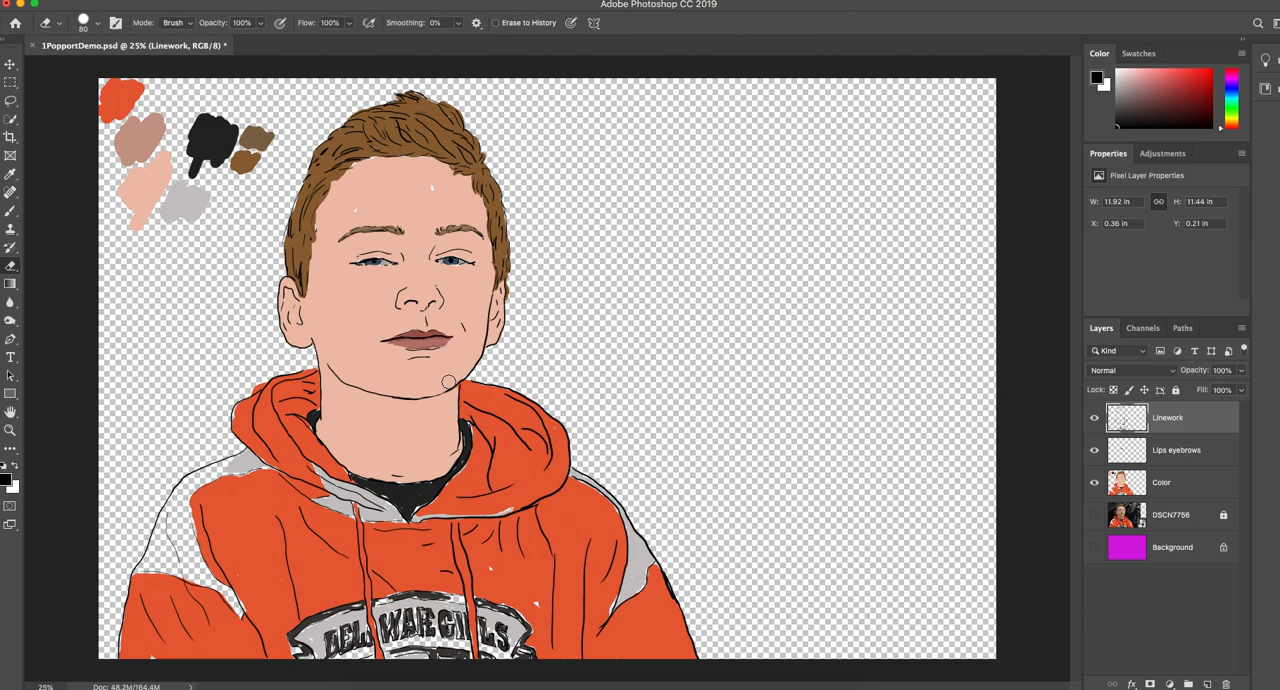 Adobe Photoshop CC 2019
80
Mode: Brush Opacity: 100% Flow: 100% Smoothing: 0% Erase to History
1PopportDemo.psd @ 25% (Linework, RGB/8) *
Color Swatches
Properties Adjustments
Pixel Layer Properties
W: 11.92 in H: 11.44 in
X: 0.36 in Y: 0.21 in
Layers Channels Paths
Kind
Normal Opacity: 100%
Lock: Fill: 100%
Linework
Lips eyebrows
Color
DSCN7756
Background
25% Doc: 48.2M/164.4M